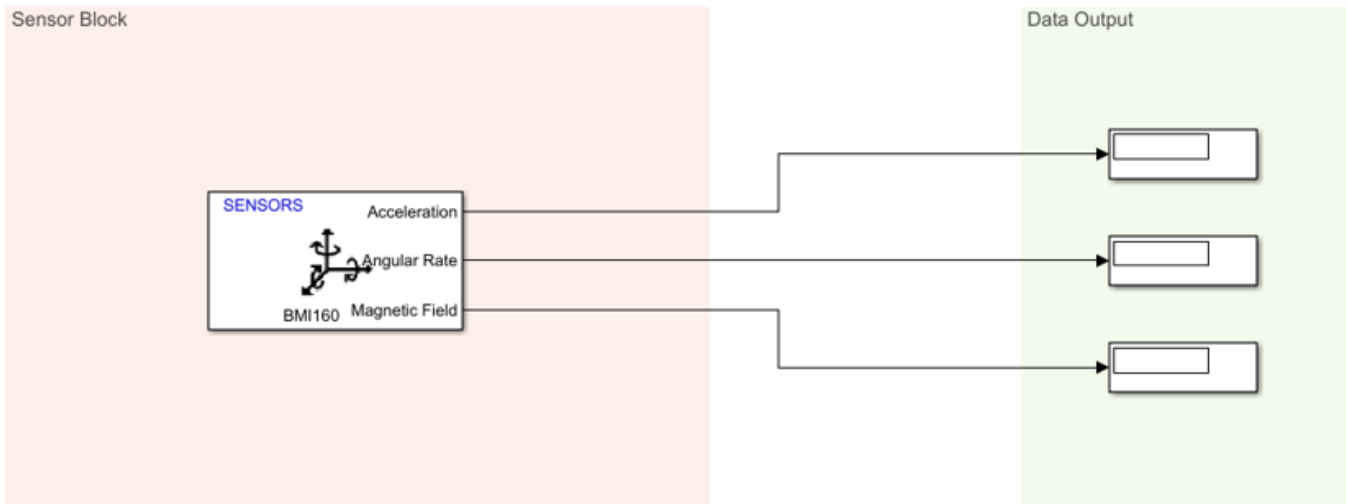 Sensor Block
Data Output
SENSORS
Acceleration
Angular Rate
BMI160
Magnetic Field